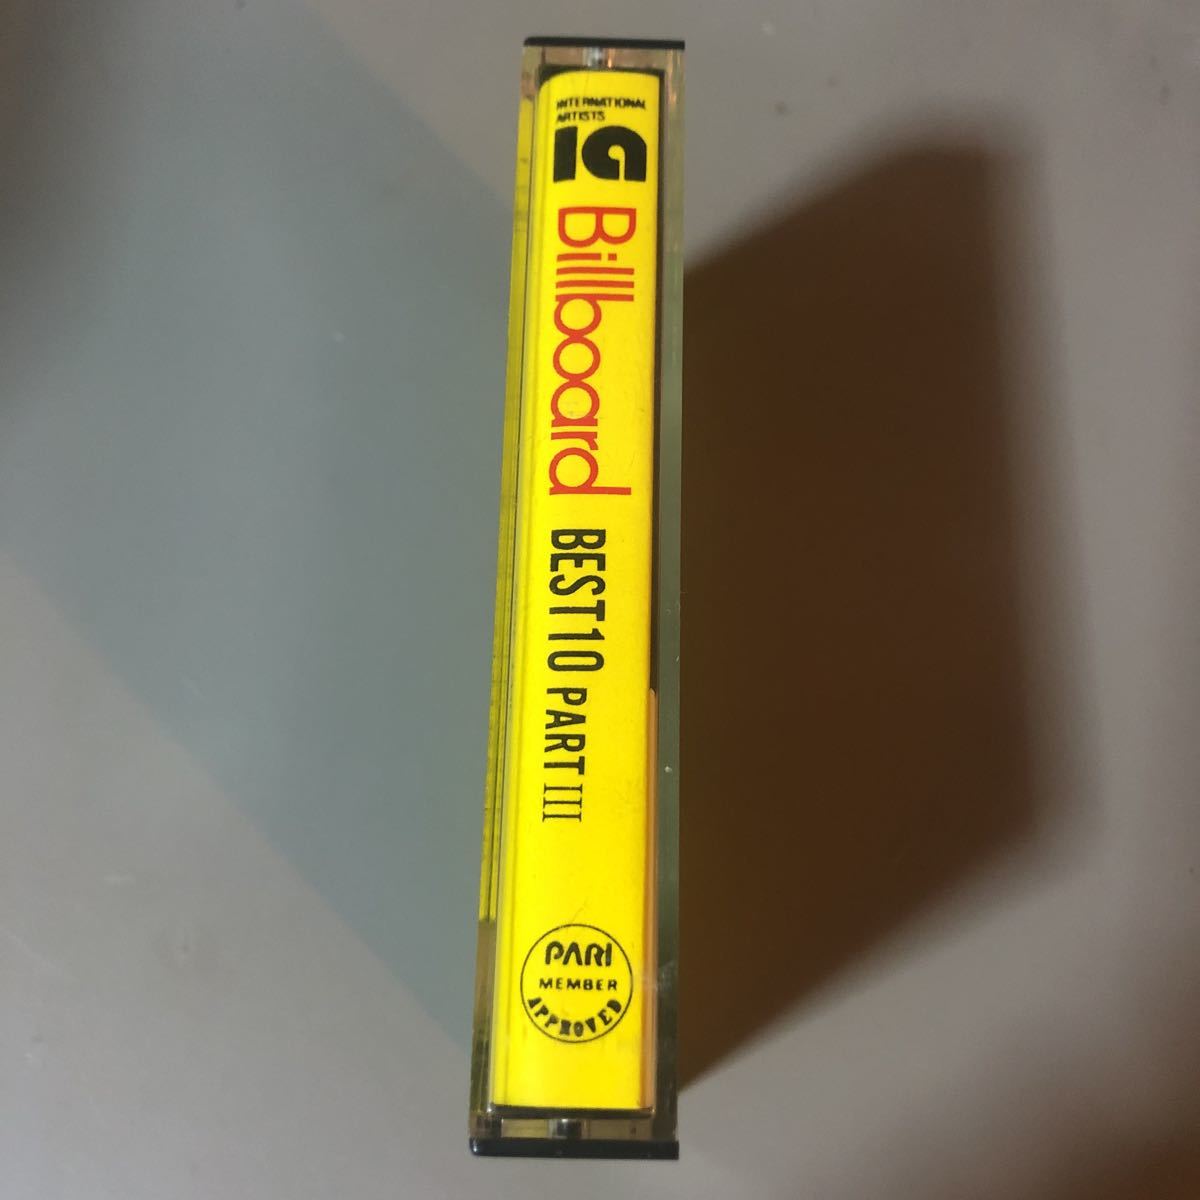 INTERNATIONAL
ARTISTS
ia
Billboard
BEST10 PART III
PARI
MEMBER
APPROVED